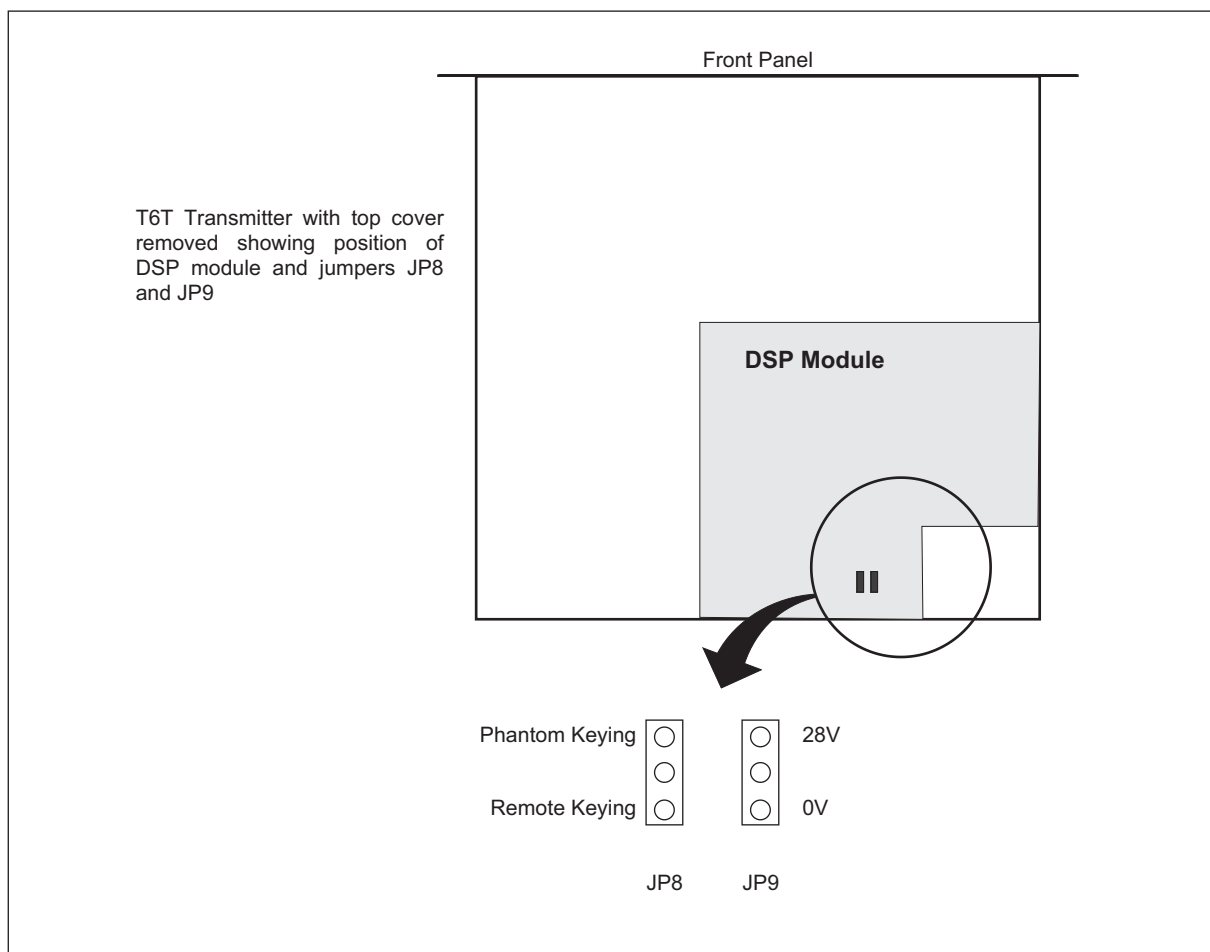 Front Panel
T6T Transmitter with top cover
removed showing position of
DSP module and jumpers JP8
and JP9
DSP Module
Phantom Keying
28V
Remote Keying
0V
JP8
JP9